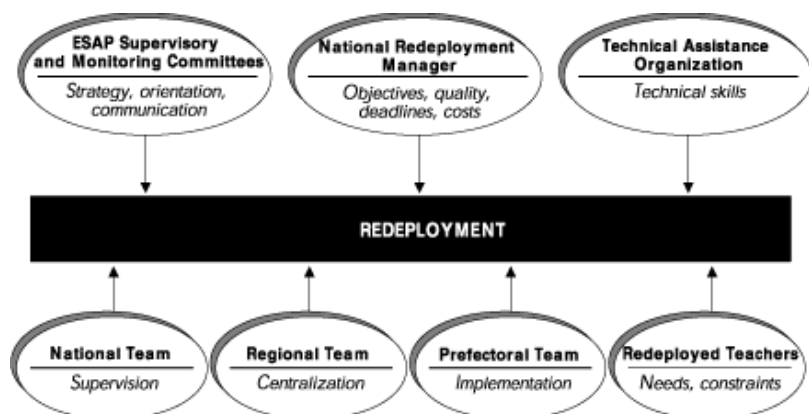 ESAP Supervisory
and Monitoring Committees
Strategy, orientation,
communication
National Redeployment
Manager
Objectives, quality,
deadlines, costs
Technical Assistance
Organization
Technical skills
REDEPLOYMENT
National Team
Supervision
Regional Team
Centralization
Prefectoral Team
Implementation
Redeployed Teachers
Needs, constraints